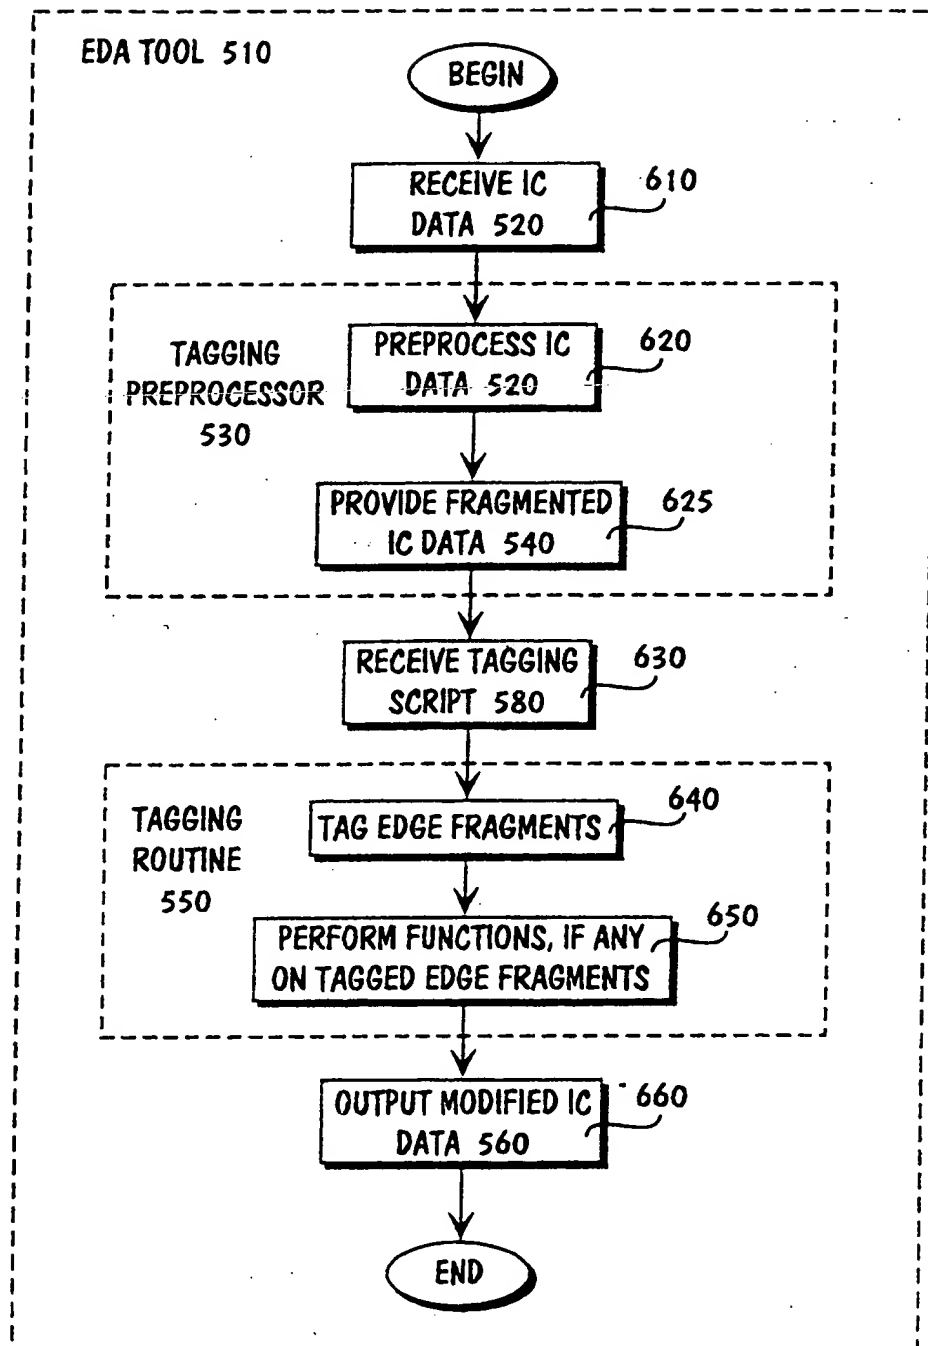 EDA TOOL 510
BEGIN
RECEIVE IC
DATA 520
610
TAGGING
PREPROCESSOR
530
PREPROCESS IC
DATA 520
620
PROVIDE FRAGMENTED
IC DATA 540
625
RECEIVE TAGGING
SCRIPT 580
630
TAGGING
ROUTINE
550
TAG EDGE FRAGMENTS
640
PERFORM FUNCTIONS, IF ANY
ON TAGGED EDGE FRAGMENTS
650
OUTPUT MODIFIED IC
DATA 560
660
END